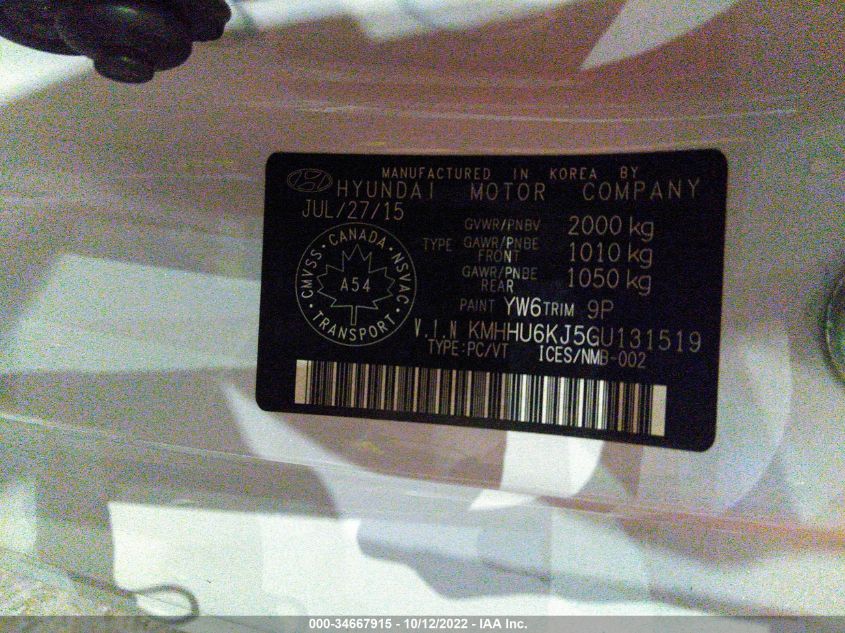 MANUFACTURED IN KOREA BY
HYUNDAI MOTOR COMPANY
JUL/27/15
GVWR/PNBV 2000 kg
TYPE GAWR/PNBE FRONT 1010 kg
GAWR/PNBE REAR 1050 kg
CANADA · NSVAC · TRANSPORT · CMVSS ·
A54
PAINT YW6 TRIM 9P
V.I.N KMHHU6KJ5GU131519
TYPE:PC/VT ICES/NMB-002
000-34667915 - 10/12/2022 - IAA Inc.